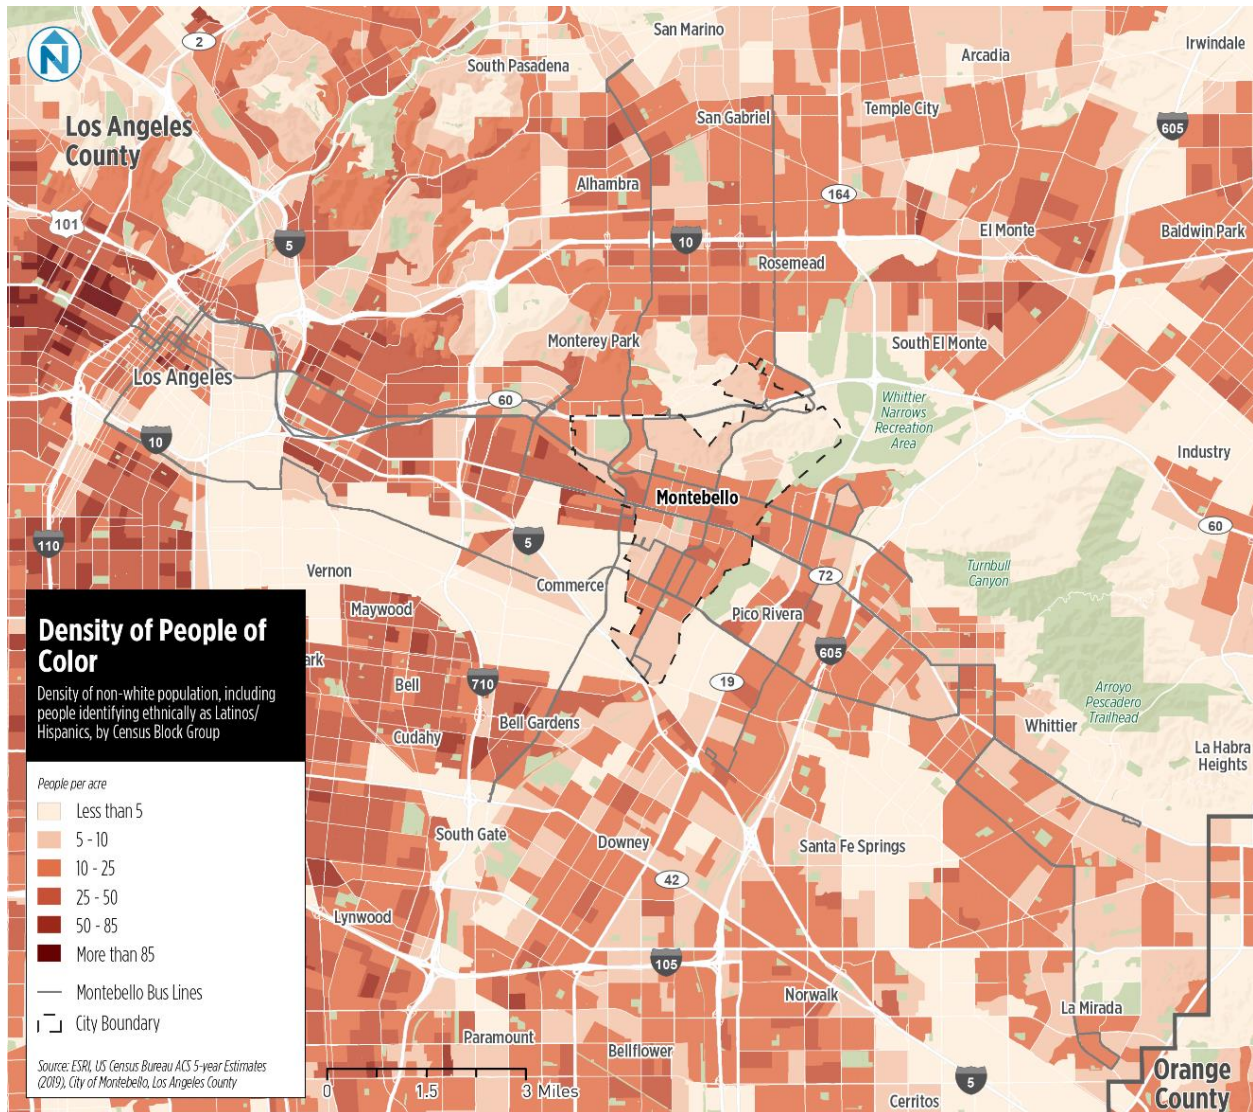 San Marino
Irwindale
2
Arcadia
South Pasadena
N
Temple City
San Gabriel
Los Angeles
County
605
Alhambra
164
101
5
10
El Monte
Baldwin Park
Rosemead
Monterey Park
South El Monte
Los Angeles
60
Whittier
Narrows
Recreation
Area
10
Industry
Montebello
60
110
5
Vernon
Turnbull
Canyon
72
Commerce
Maywood
Pico Rivera
Density of People of
Color
Density of non-white population, including
people identifying ethnically as Latinos/
Hispanics, by Census Block Group
ark
605
Bell
710
19
Arroyo
Pescadero
Trailhead
Bell Gardens
Whittier
Cudahy
La Habra
Heights
People per acre
Less than 5
5 - 10
10 - 25
25 - 50
50 - 85
More than 85
Montebello Bus Lines
City Boundary
Source: ESRI, US Census Bureau ACS 5-year Estimates
(2019), City of Montebello, Los Angeles County
South Gate
Downey
Santa Fe Springs
42
Lynwood
105
Norwalk
La Mirada
Paramount
Bellflower
Orange
County
5
0 1.5 3 Miles
Cerritos